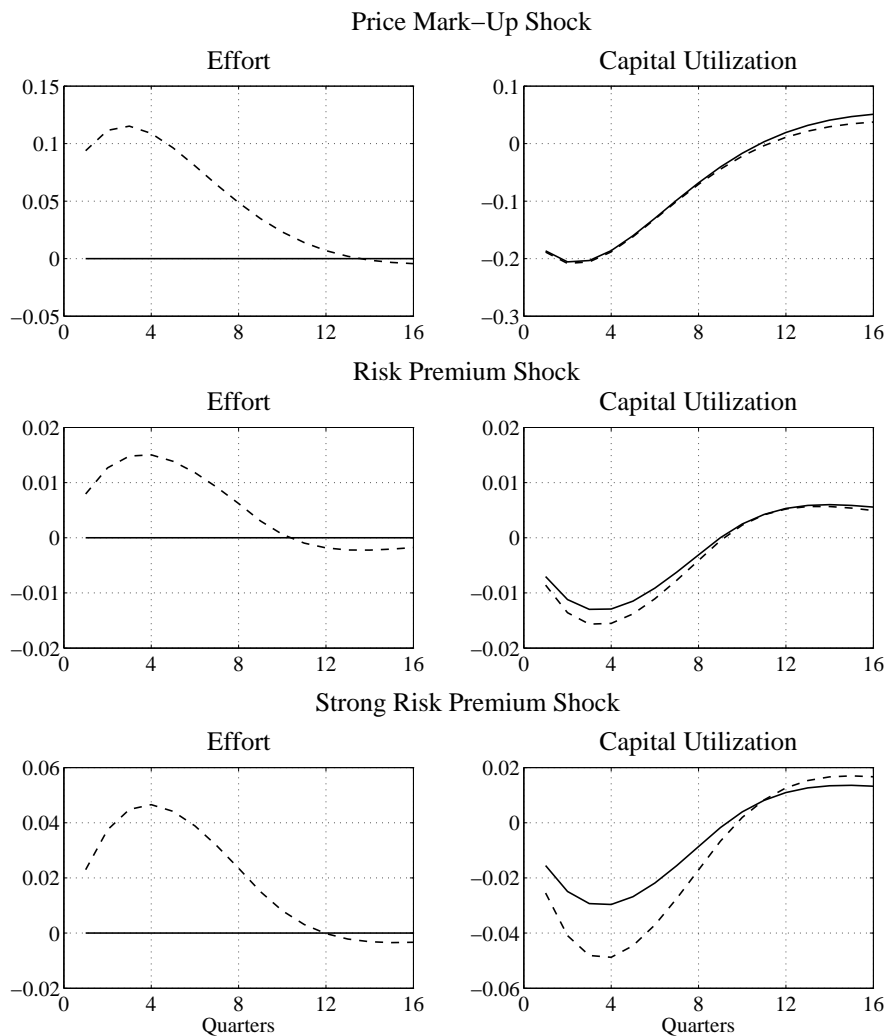 Price Mark–Up Shock
Effort
Capital Utilization
0.15
0.1
0.05
0
−0.05
0 4 8 12 16
0.1
0
−0.1
−0.2
−0.3
0 4 8 12 16
Risk Premium Shock
Effort
Capital Utilization
0.02
0.01
0
−0.01
−0.02
0 4 8 12 16
0.02
0.01
0
−0.01
−0.02
0 4 8 12 16
Strong Risk Premium Shock
Effort
Capital Utilization
0.06
0.04
0.02
0
−0.02
0 4 8 12 16
Quarters
0.02
0
−0.02
−0.04
−0.06
0 4 8 12 16
Quarters